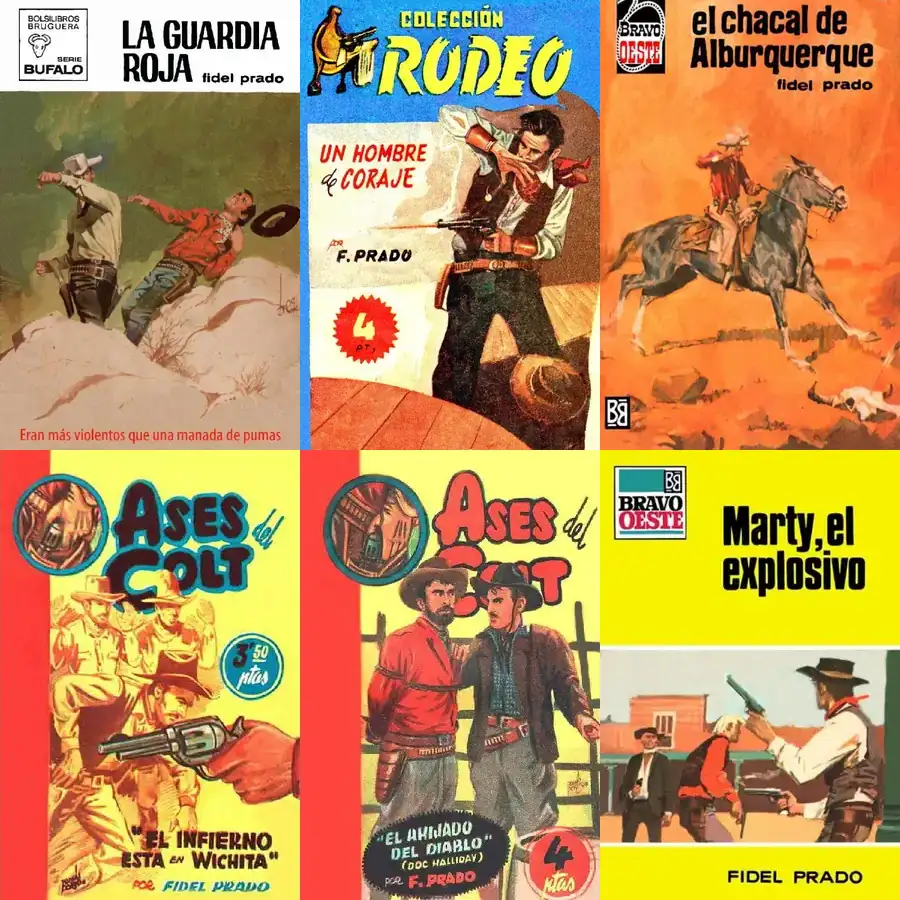 BOLSILIBROS
BRUGUERA
SERIE
BUFALO
LA GUARDIA
ROJA fidel prado
Eran más violentos que una manada de pumas
COLECCIÓN
RODEO
UN HOMBRE
de CORAJE
POR
F. PRADO
4
PTS
BRAVO
OESTE
el chacal de
Alburquerque
fidel prado
BB
ASES del
COLT
3'50
ptas
"EL INFIERNO
ESTA EN WICHITA"
POR FIDEL PRADO
ASES del
COLT
"EL AHIJADO
DEL DIABLO"
(DOC HALLIDAY)
POR F. PRADO
4
ptas
BB
BRAVO
OESTE
Marty, el
explosivo
FIDEL PRADO